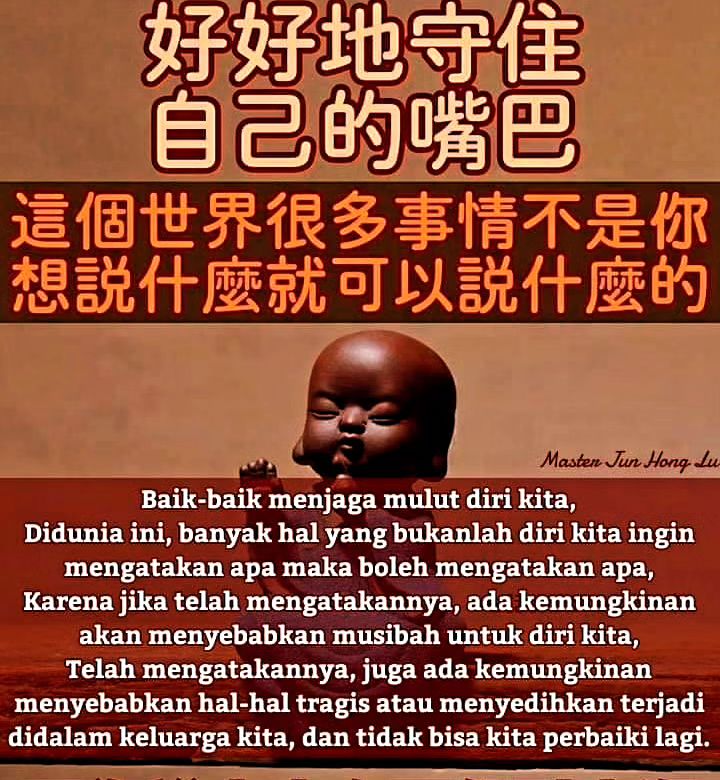 好好地守住
自己的嘴巴
這個世界很多事情不是你
想説什麼就可以説什麼的
Master Jun Hong Lu
Baik-baik menjaga mulut diri kita,
Didunia ini, banyak hal yang bukanlah diri kita ingin
mengatakan apa maka boleh mengatakan apa,
Karena jika telah mengatakannya, ada kemungkinan
akan menyebabkan musibah untuk diri kita,
Telah mengatakannya, juga ada kemungkinan
menyebabkan hal-hal tragis atau menyedihkan terjadi
didalam keluarga kita, dan tidak bisa kita perbaiki lagi.